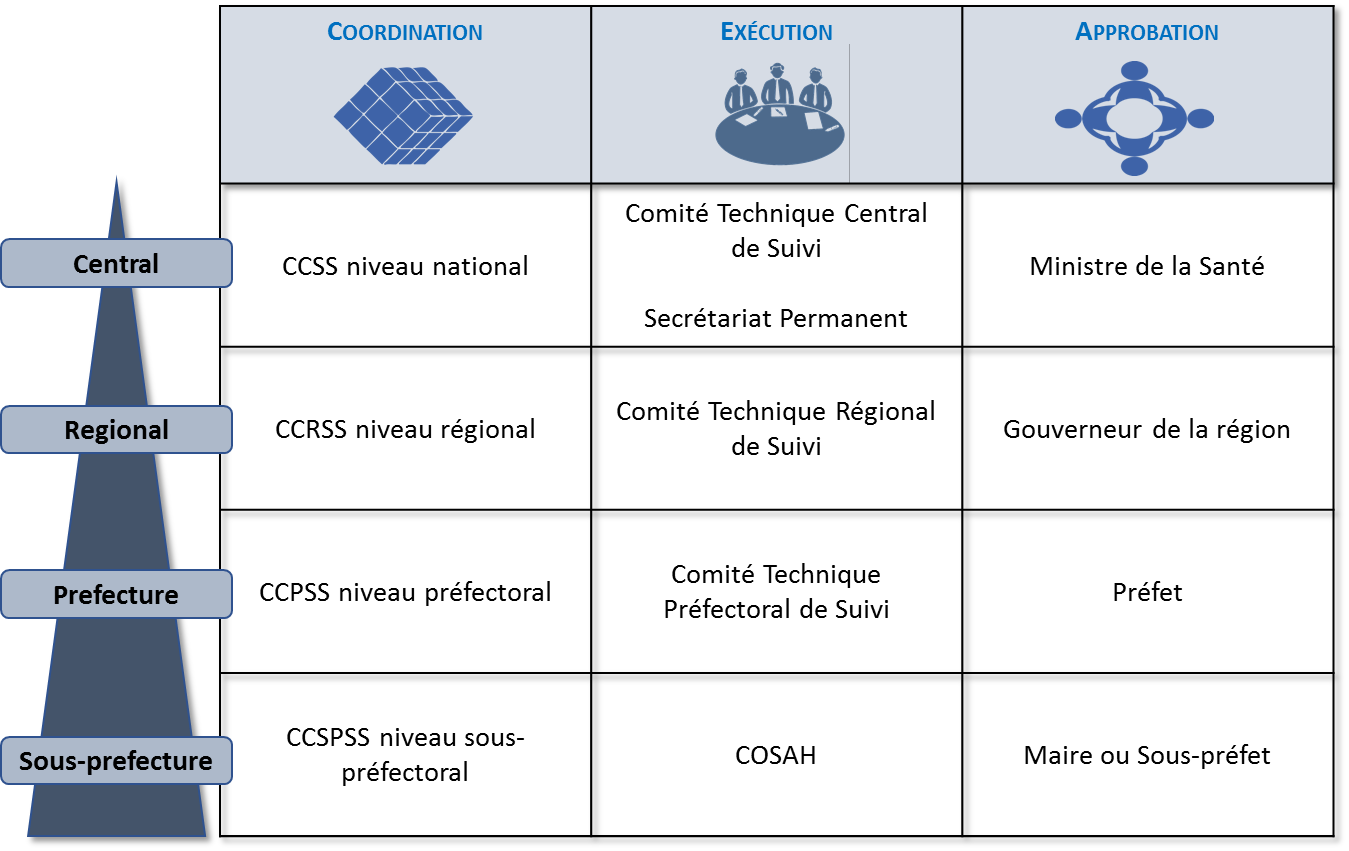 COORDINATION
EXÉCUTION
APPROBATION
Central
CCSS niveau national
Comité Technique Central
de Suivi
Secrétariat Permanent
Ministre de la Santé
Regional
CCRSS niveau régional
Comité Technique Régional
de Suivi
Gouverneur de la région
Prefecture
CCPSS niveau préfectoral
Comité Technique
Préfectoral de Suivi
Préfet
Sous-prefecture
CCSPSS niveau sous-
préfectoral
COSAH
Maire ou Sous-préfet